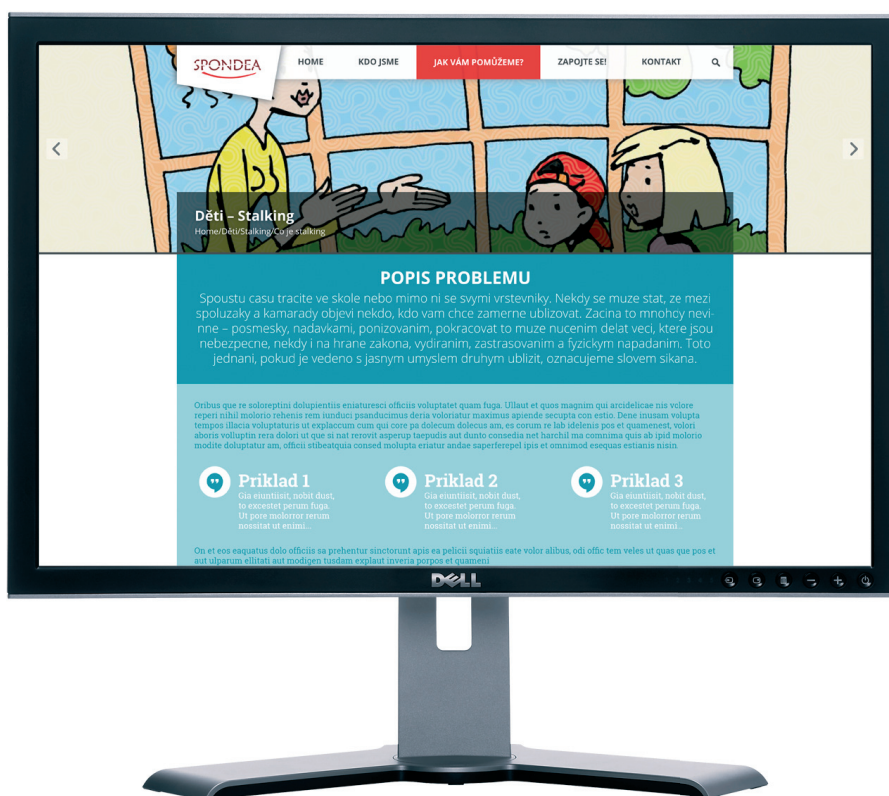 SPONDEA
HOME KDO JSME JAK VÁM POMŮŽEME? ZAPOJTE SE! KONTAKT
Děti – Stalking
Home/Děti/Stalking/Co je stalking
POPIS PROBLEMU
Spoustu casu tracite ve skole nebo mimo ni se svymi vrstevniky. Nekdy se muze stat, ze mezi
spoluzaky a kamarady objevi nekdo, kdo vam chce zamerne ublizovat. Zacina to mnohdy nevi-
nne – posmesky, nadavkami, ponizovanim, pokracovat to muze nucenim delat veci, ktere jsou
nebezpecne, nekdy i na hrane zakona, vydiranim, zastrasovanim a fyzickym napadanim. Toto
jednani, pokud je vedeno s jasnym umyslem druhym ublizit, oznacujeme slovem sikana.
Oribus que re soloreptini dolupientiis eniaturesci officiis voluptatet quam fuga. Ullaut et quos magnim qui arcidelicae nis volore
reperi nihil molorio rehenis rem iunduci psanducimus deria voloriatur maximus apiende secupta con estio. Dene inusam volupta
tempos illacia voluptaturis ut explaccum cum qui core pa dolecum dolecus am, es corum re lab idelenis pos et quamenest, volori
aboris volluptin rera dolori ut que si nat rerovit asperup taepudis aut dunto consedia net harchil ma comnima quis ab ipid molorio
modite doluptatur am, officii stibeatquia consed molupta eriatur andae saperferepel ipis et omnimod esequas estianis nisin
Priklad 1
Gia eiuntiisit, nobit dust,
to excestet perum fuga.
Ut pore molorror rerum
nossitat ut enimi...
Priklad 2
Gia eiuntiisit, nobit dust,
to excestet perum fuga.
Ut pore molorror rerum
nossitat ut enimi...
Priklad 3
Gia eiuntiisit, nobit dust,
to excestet perum fuga.
Ut pore molorror rerum
nossitat ut enimi...
On et eos eaquatus dolo officiis sa prehentur sinctorunt apis ea pelicii squiatiis eate volor alibus, odi offic tem veles ut quas que pos et
aut ulparum ellitati aut modigen tusdam explaut inveria porpos et quameni
DELL